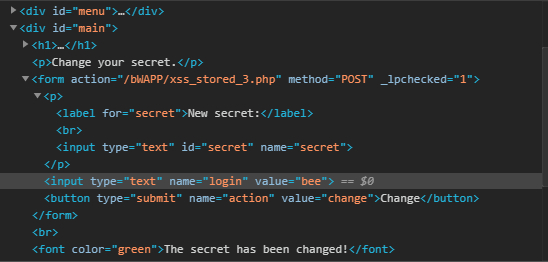 <div id="menu">…</div>
<div id="main">
<h1>…</h1>
<p>Change your secret.</p>
<form action="/bWAPP/xss_stored_3.php" method="POST" _lpchecked="1">
<p>
<label for="secret">New secret:</label>
<br>
<input type="text" id="secret" name="secret">
</p>
<input type="text" name="login" value="bee"> == $0
<button type="submit" name="action" value="change">Change</button>
</form>
<br>
<font color="green">The secret has been changed!</font>